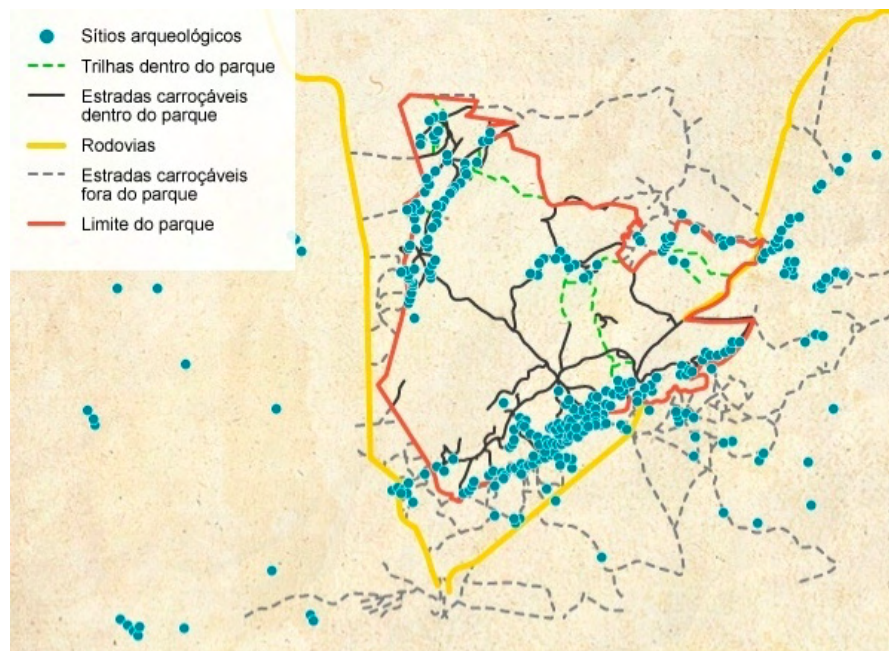 Sítios arqueológicos
Trilhas dentro do parque
Estradas carroçáveis
dentro do parque
Rodovias
Estradas carroçáveis
fora do parque
Limite do parque